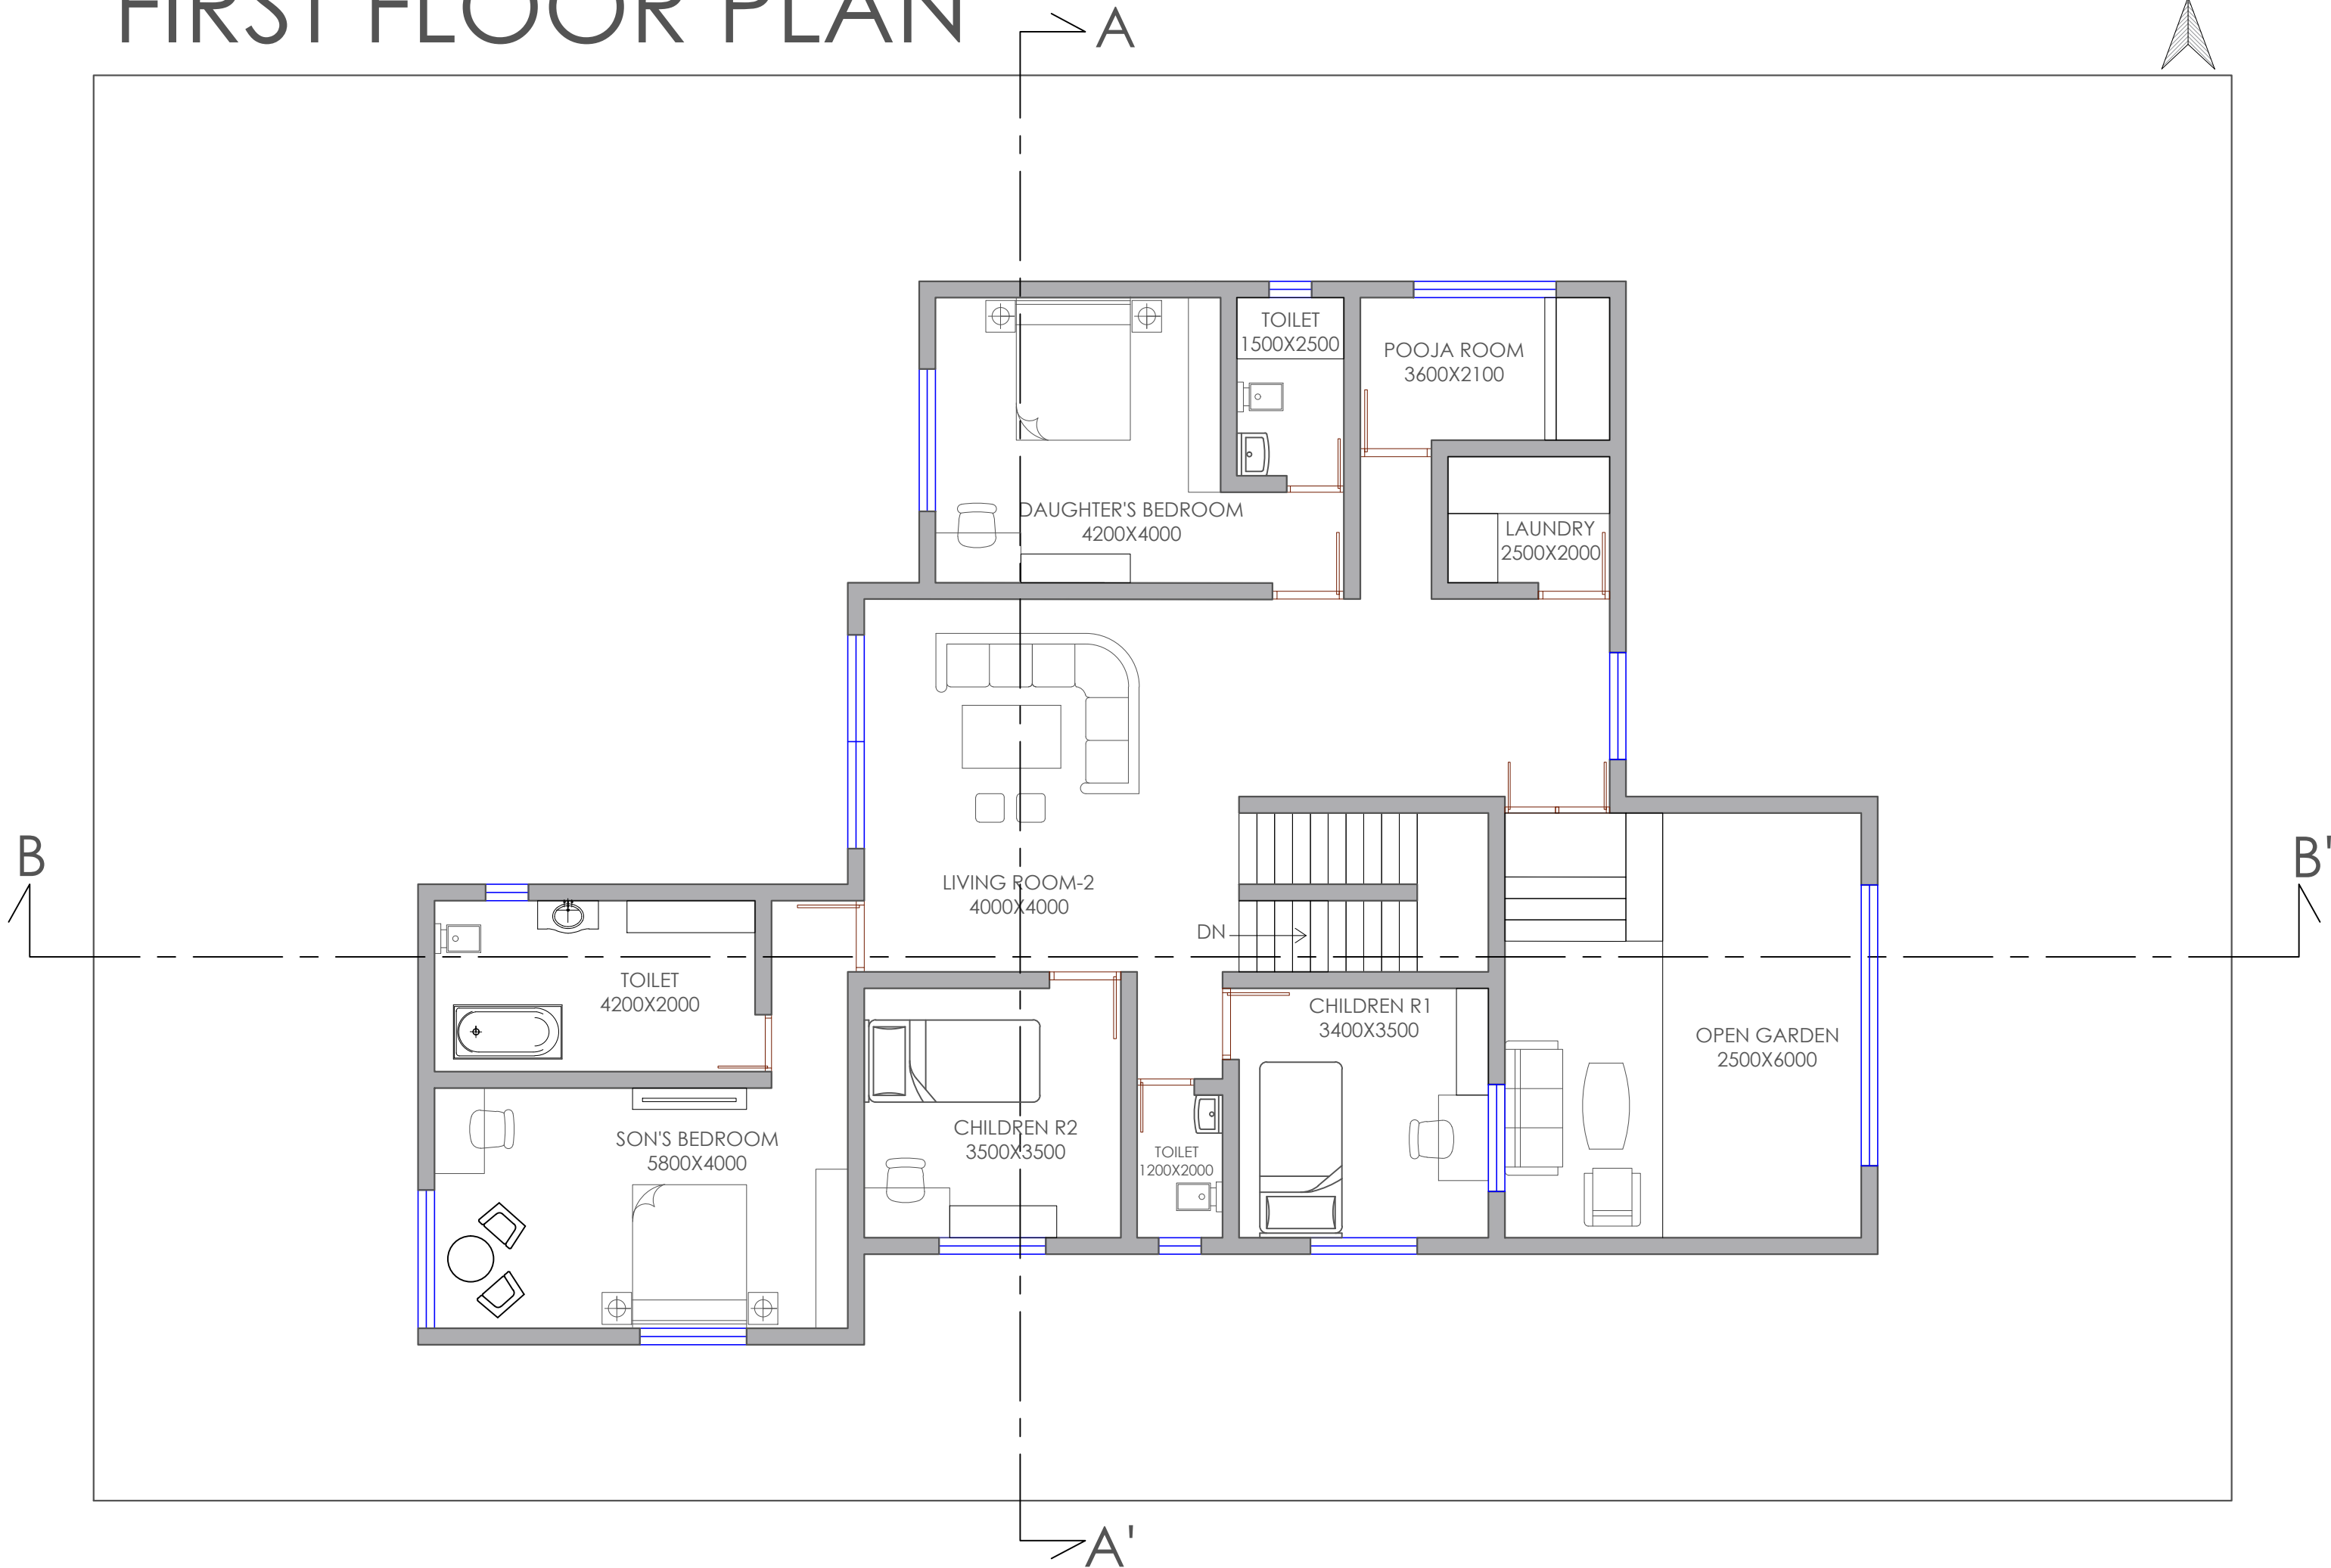 FIRST FLOOR PLAN
A
TOILET
1500X2500
POOJA ROOM
3600X2100
DAUGHTER'S BEDROOM
4200X4000
LAUNDRY
2500X2000
B
B'
LIVING ROOM-2
4000X4000
DN
TOILET
4200X2000
CHILDREN R1
3400X3500
OPEN GARDEN
2500X6000
SON'S BEDROOM
5800X4000
CHILDREN R2
3500X3500
TOILET
1200X2000
A'